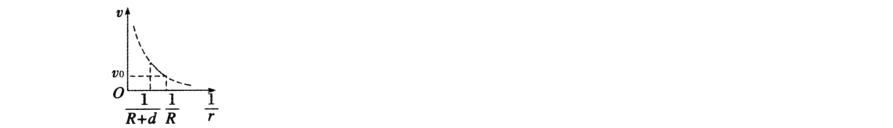 v
v₀
O
1/(R+d) 1/R 1/r